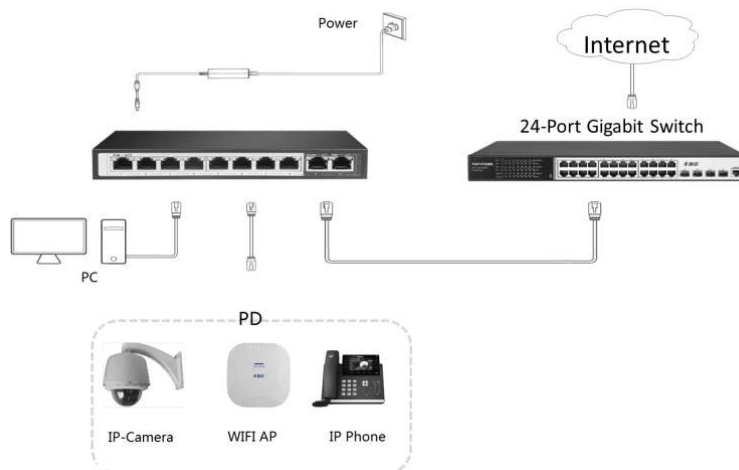 Power
Internet
24-Port Gigabit Switch
PC
PD
IP-Camera
WIFI AP
IP Phone